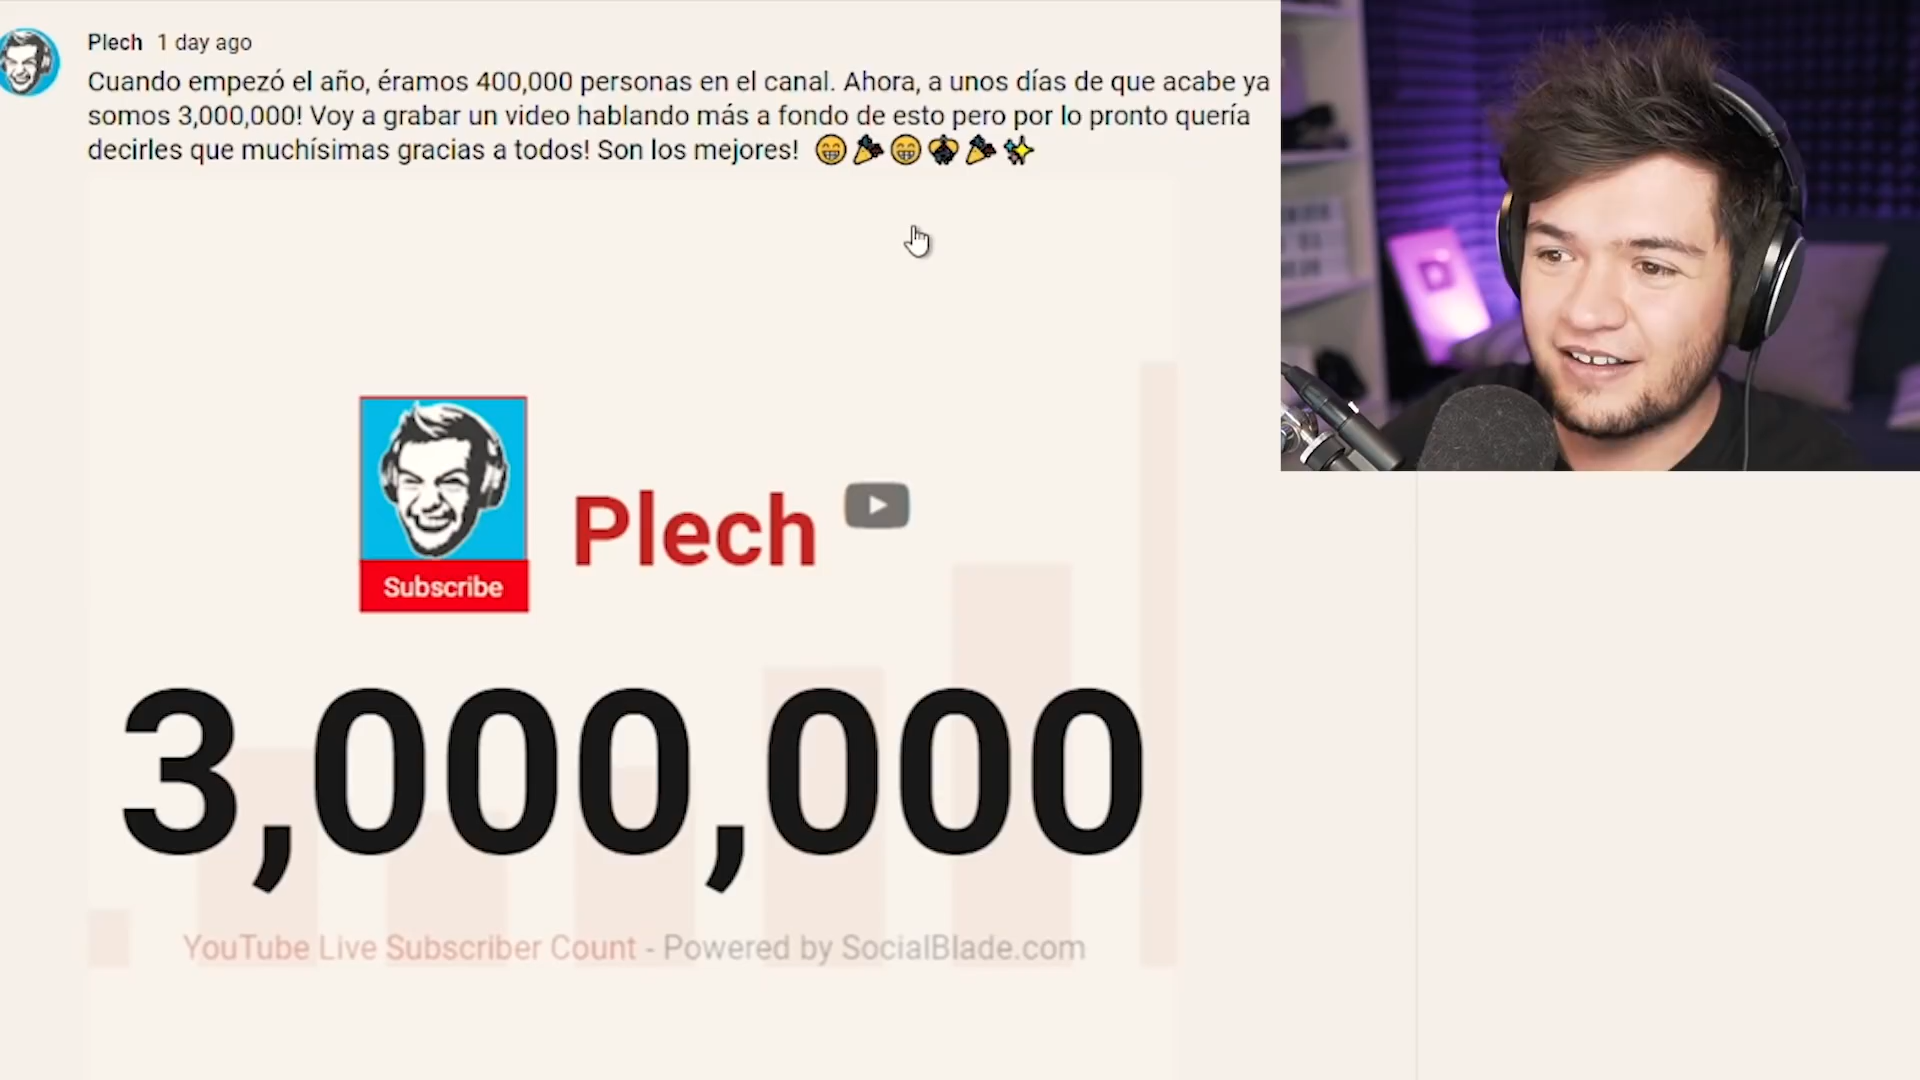 Plech 1 day ago
Cuando empezó el año, éramos 400,000 personas en el canal. Ahora, a unos días de que acabe ya
somos 3,000,000! Voy a grabar un video hablando más a fondo de esto pero por lo pronto quería
decirles que muchísimas gracias a todos! Son los mejores! 😁🎉😁🐝🎉✨
Plech
Subscribe
3,000,000
YouTube Live Subscriber Count - Powered by SocialBlade.com